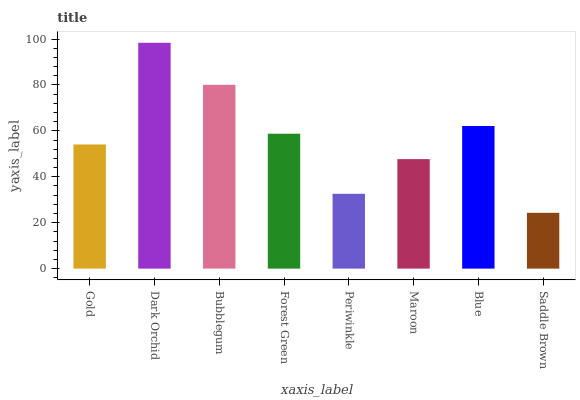 title
yaxis_label
100
80
60
40
20
0
Gold
Dark Orchid
Bubblegum
Forest Green
Periwinkle
Maroon
Blue
Saddle Brown
xaxis_label